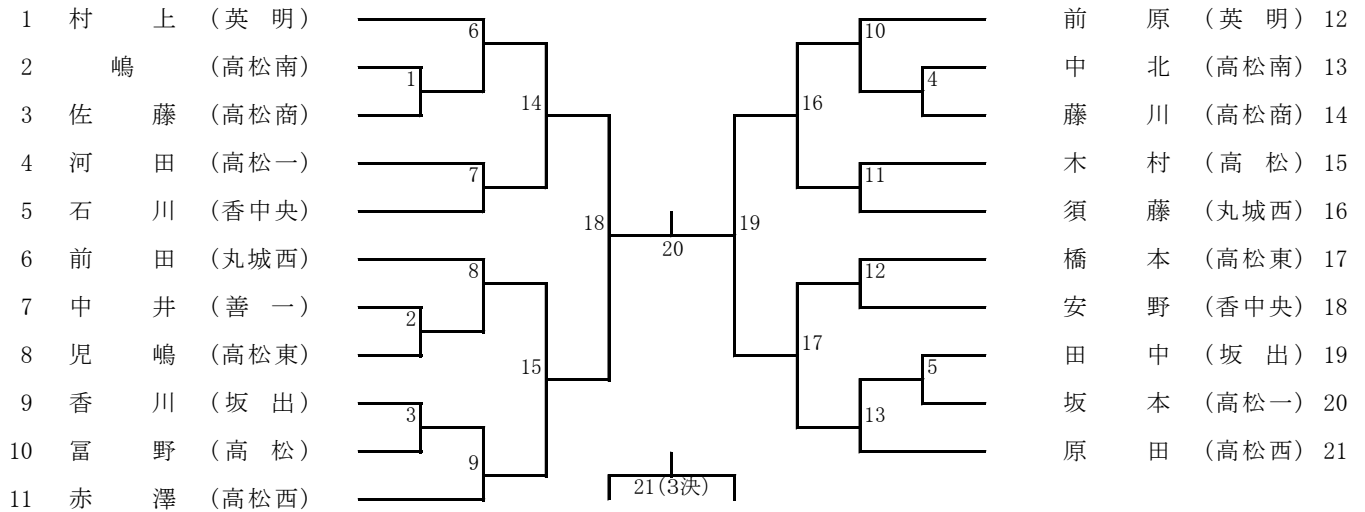 1 村 上 (英 明)
2 嶋 (高松南)
3 佐 藤 (高松商)
4 河 田 (高松一)
5 石 川 (香中央)
6 前 田 (丸城西)
7 中 井 (善 一)
8 児 嶋 (高松東)
9 香 川 (坂 出)
10 冨 野 (高 松)
11 赤 澤 (高松西)
6
1
14
7
18
8
2
15
3
9
20
21(3決)
10
4
16
11
19
12
17
5
13
前 原 (英 明) 12
中 北 (高松南) 13
藤 川 (高松商) 14
木 村 (高 松) 15
須 藤 (丸城西) 16
橋 本 (高松東) 17
安 野 (香中央) 18
田 中 (坂 出) 19
坂 本 (高松一) 20
原 田 (高松西) 21